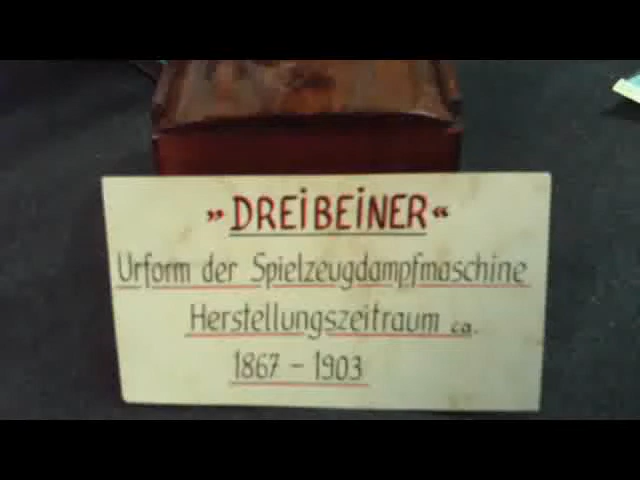 „DREIBEINER“
Urform der Spielzeugdampfmaschine
Herstellungszeitraum ca.
1867 - 1903